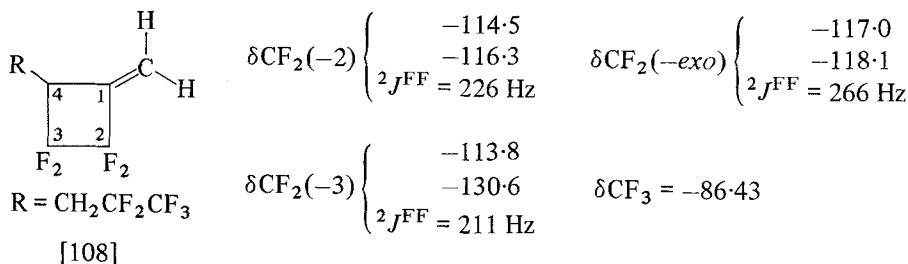 H
R
H
4
1
3
2
F₂ F₂
R = CH₂CF₂CF₃
[108]
δCF₂(−2) { −114·5
−116·3
²Jᶠᶠ = 226 Hz
δCF₂(−exo) { −117·0
−118·1
²Jᶠᶠ = 266 Hz
δCF₂(−3) { −113·8
−130·6
²Jᶠᶠ = 211 Hz
δCF₃ = −86·43